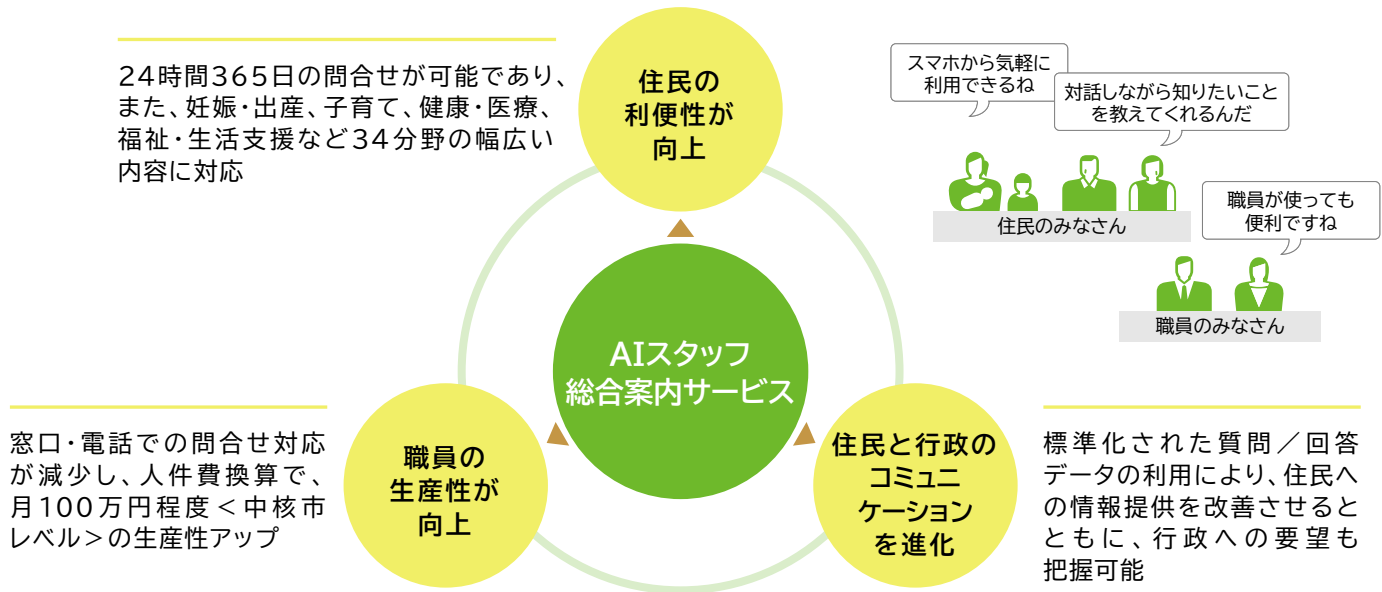 24時間365日の問合せが可能であり、
また、妊娠・出産、子育て、健康・医療、
福祉・生活支援など34分野の幅広い
内容に対応
住民の
利便性が
向上
スマホから気軽に
利用できるね
対話しながら知りたいこと
を教えてくれるんだ
住民のみなさん
職員が使っても
便利ですね
職員のみなさん
AIスタッフ
総合案内サービス
窓口・電話での問合せ対応
が減少し、人件費換算で、
月100万円程度<中核市
レベル>の生産性アップ
職員の
生産性が
向上
住民と行政の
コミュニ
ケーション
を進化
標準化された質問/回答
データの利用により、住民へ
の情報提供を改善させると
ともに、行政への要望も
把握可能